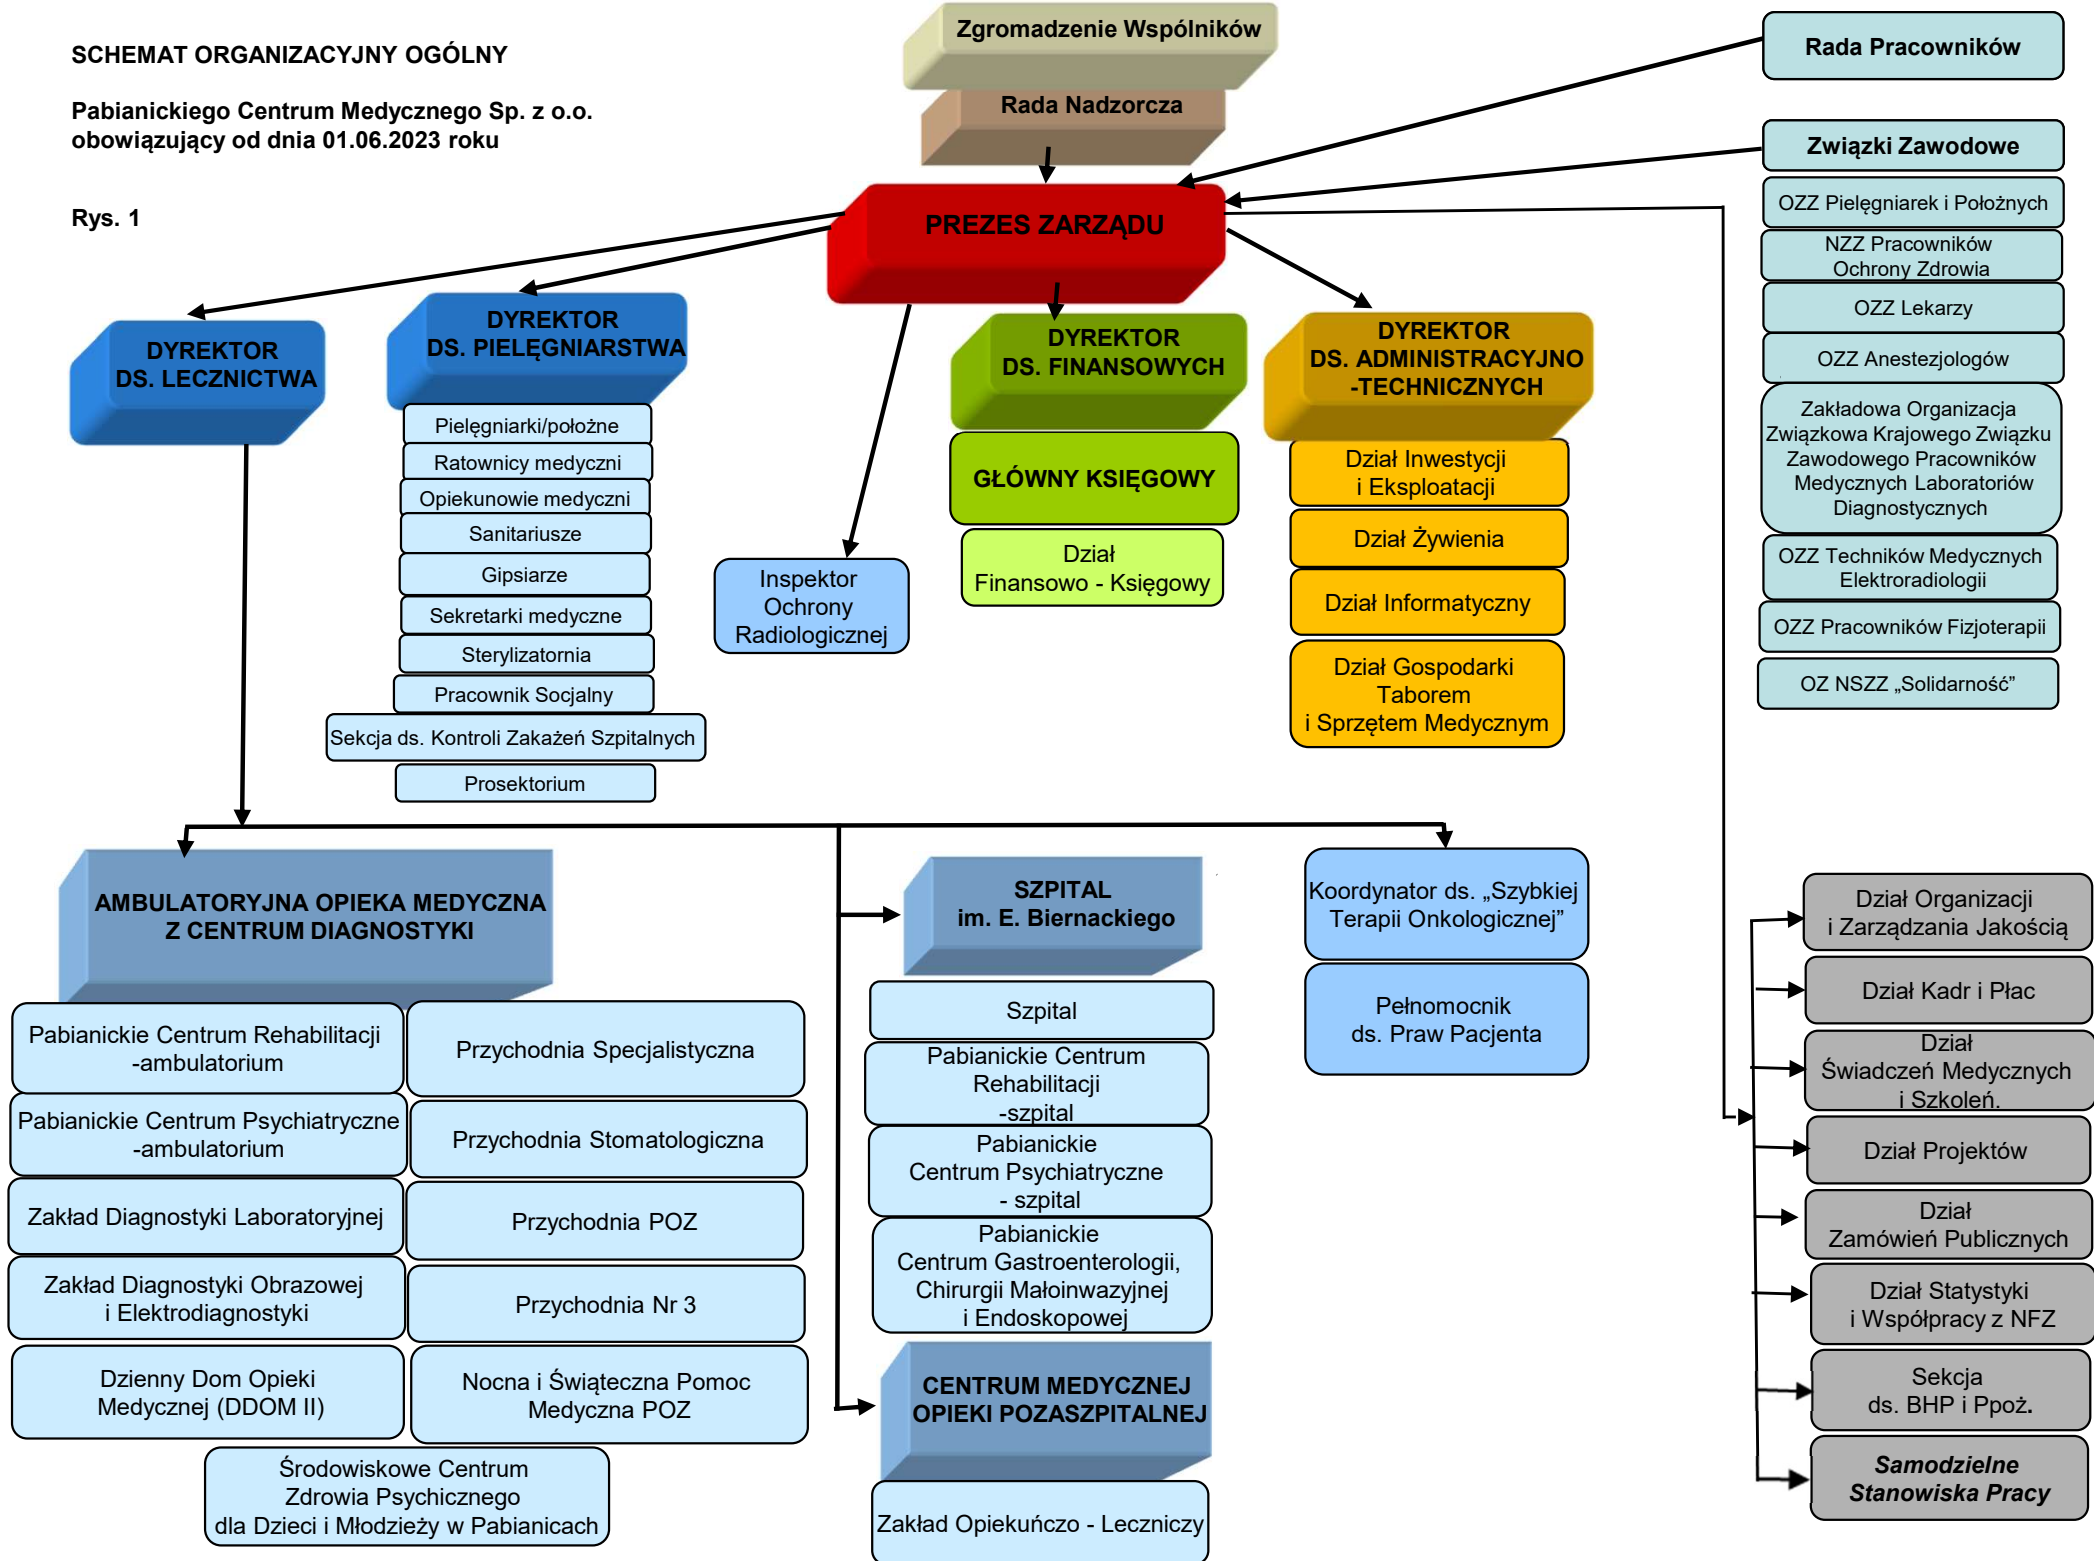 SCHEMAT ORGANIZACYJNY OGÓLNY
Pabianickiego Centrum Medycznego Sp. z o.o.
obowiązujący od dnia 01.06.2023 roku
Rys. 1
Zgromadzenie Wspólników
Rada Nadzorcza
PREZES ZARZĄDU
Rada Pracowników
Związki Zawodowe
OZZ Pielęgniarek i Położnych
NZZ Pracowników
Ochrony Zdrowia
OZZ Lekarzy
OZZ Anestezjologów
Zakładowa Organizacja
Związkowa Krajowego Związku
Zawodowego Pracowników
Medycznych Laboratoriów
Diagnostycznych
OZZ Techników Medycznych
Elektroradiologii
OZZ Pracowników Fizjoterapii
OZ NSZZ „Solidarność”
DYREKTOR
DS. LECZNICTWA
DYREKTOR
DS. PIELĘGNIARSTWA
Pielęgniarki/położne
Ratownicy medyczni
Opiekunowie medyczni
Sanitariusze
Gipsiarze
Sekretarki medyczne
Sterylizatornia
Pracownik Socjalny
Sekcja ds. Kontroli Zakażeń Szpitalnych
Prosektorium
Inspektor
Ochrony
Radiologicznej
DYREKTOR
DS. FINANSOWYCH
GŁÓWNY KSIĘGOWY
Dział
Finansowo - Księgowy
DYREKTOR
DS. ADMINISTRACYJNO
-TECHNICZNYCH
Dział Inwestycji
i Eksploatacji
Dział Żywienia
Dział Informatyczny
Dział Gospodarki
Taborem
i Sprzętem Medycznym
AMBULATORYJNA OPIEKA MEDYCZNA
Z CENTRUM DIAGNOSTYKI
Pabianickie Centrum Rehabilitacji
-ambulatorium
Pabianickie Centrum Psychiatryczne
-ambulatorium
Zakład Diagnostyki Laboratoryjnej
Zakład Diagnostyki Obrazowej
i Elektrodiagnostyki
Dzienny Dom Opieki
Medycznej (DDOM II)
Przychodnia Specjalistyczna
Przychodnia Stomatologiczna
Przychodnia POZ
Przychodnia Nr 3
Nocna i Świąteczna Pomoc
Medyczna POZ
Środowiskowe Centrum
Zdrowia Psychicznego
dla Dzieci i Młodzieży w Pabianicach
SZPITAL
im. E. Biernackiego
Szpital
Pabianickie Centrum
Rehabilitacji
-szpital
Pabianickie
Centrum Psychiatryczne
- szpital
Pabianickie
Centrum Gastroenterologii,
Chirurgii Małoinwazyjnej
i Endoskopowej
CENTRUM MEDYCZNEJ
OPIEKI POZASZPITALNEJ
Zakład Opiekuńczo - Leczniczy
Koordynator ds. „Szybkiej
Terapii Onkologicznej”
Pełnomocnik
ds. Praw Pacjenta
Dział Organizacji
i Zarządzania Jakością
Dział Kadr i Płac
Dział
Świadczeń Medycznych
i Szkoleń.
Dział Projektów
Dział
Zamówień Publicznych
Dział Statystyki
i Współpracy z NFZ
Sekcja
ds. BHP i Ppoż.
Samodzielne
Stanowiska Pracy